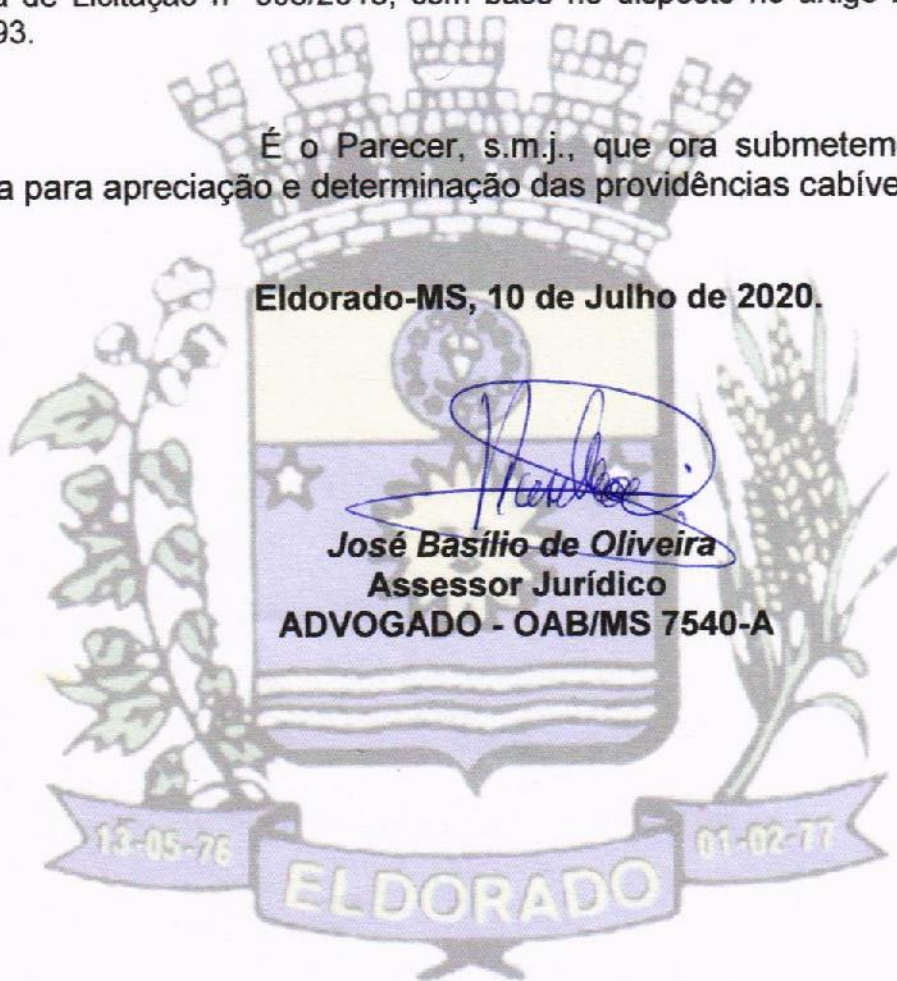 93.
É o Parecer, s.m.j., que ora submetem
a para apreciação e determinação das providências cabíve
Eldorado-MS, 10 de Julho de 2020.
José Basílio de Oliveira
Assessor Jurídico
ADVOGADO - OAB/MS 7540-A
13-05-76
01-02-77
ELDORADO